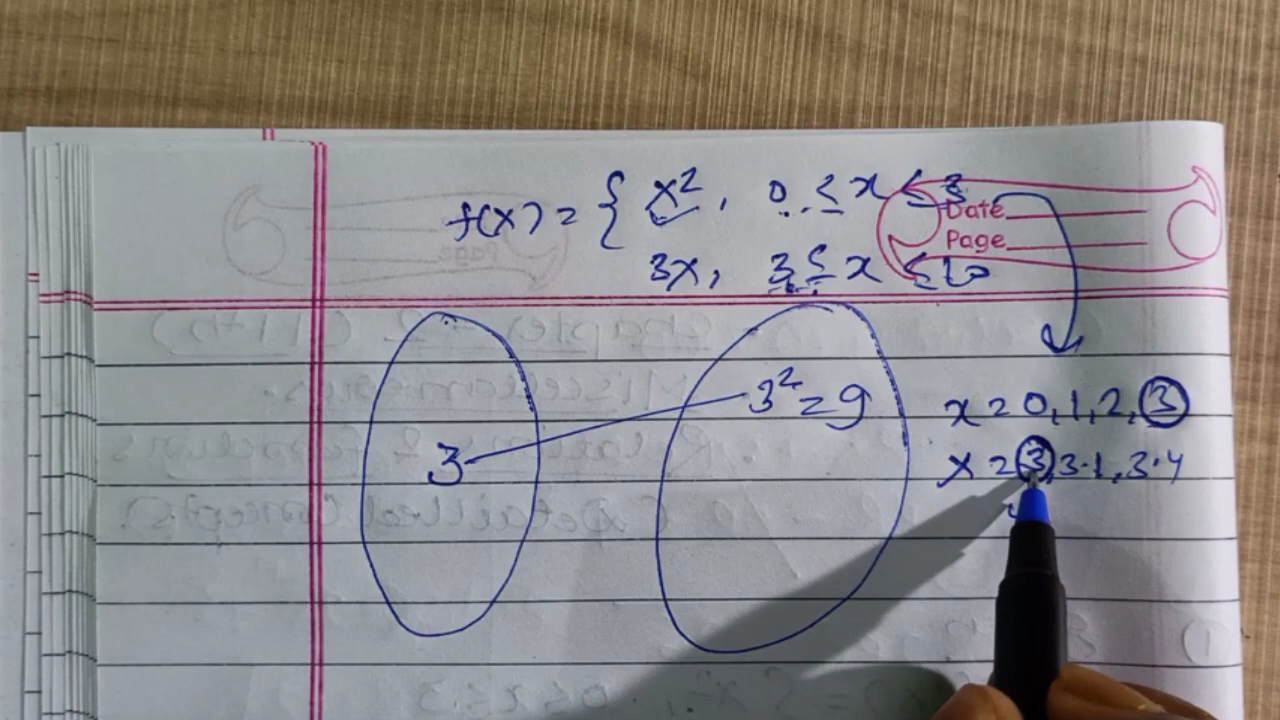 f(x) = { x², 0 ≤ x ≤ 3
3x, 3 ≤ x ≤ 10
Date
Page
3
3² = 9
x = 0, 1, 2, 3
x = 3, 3.1, 3.4